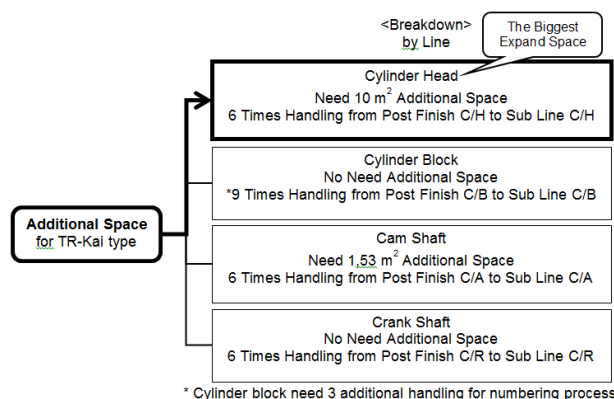 <Breakdown>
by Line
The Biggest
Expand Space
Cylinder Head
Need 10 m² Additional Space
6 Times Handling from Post Finish C/H to Sub Line C/H
Cylinder Block
No Need Additional Space
*9 Times Handling from Post Finish C/B to Sub Line C/B
Additional Space
for TR-Kai type
Cam Shaft
Need 1,53 m² Additional Space
6 Times Handling from Post Finish C/A to Sub Line C/A
Crank Shaft
No Need Additional Space
6 Times Handling from Post Finish C/R to Sub Line C/R
* Cylinder block need 3 additional handling for numbering process